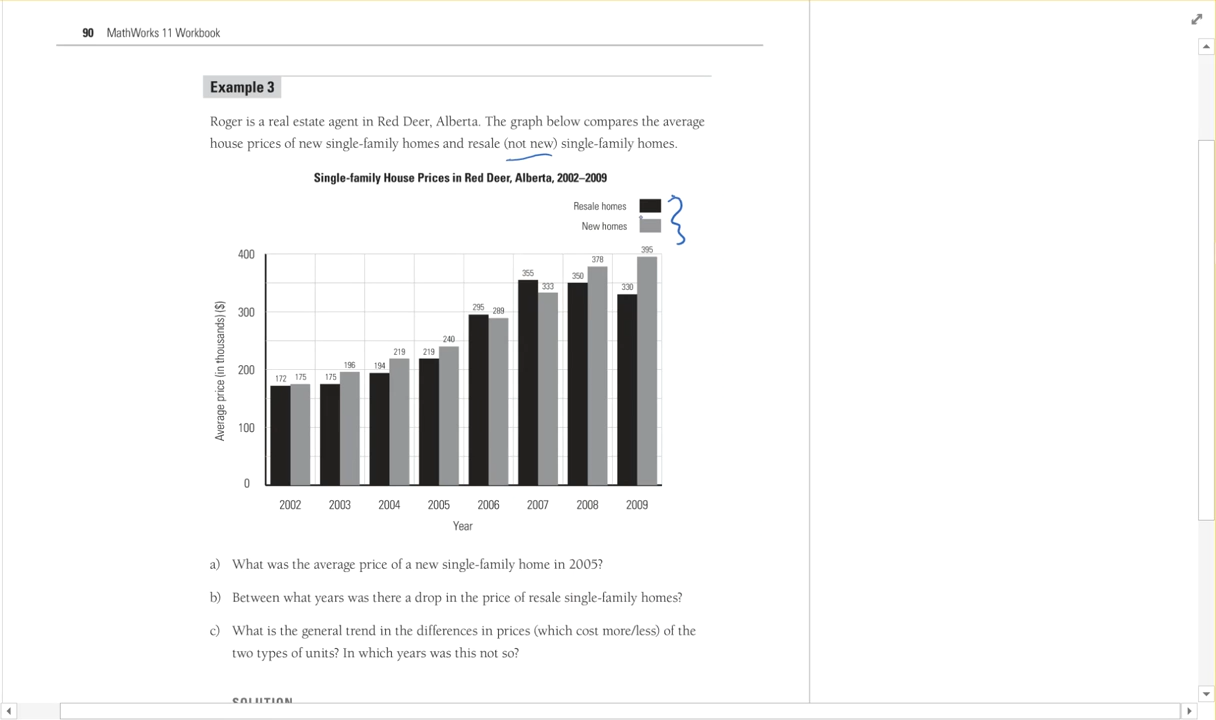 90 MathWorks 11 Workbook
Example 3
Roger is a real estate agent in Red Deer, Alberta. The graph below compares the average
house prices of new single-family homes and resale (not new) single-family homes.
Single-family House Prices in Red Deer, Alberta, 2002–2009
Resale homes
New homes
Average price (in thousands) ($)
400
300
200
100
0
172 175 175 196 194 219 219 240 295 289 355 333 350 378 330 395
2002 2003 2004 2005 2006 2007 2008 2009
Year
a) What was the average price of a new single-family home in 2005?
b) Between what years was there a drop in the price of resale single-family homes?
c) What is the general trend in the differences in prices (which cost more/less) of the
two types of units? In which years was this not so?
SOLUTION